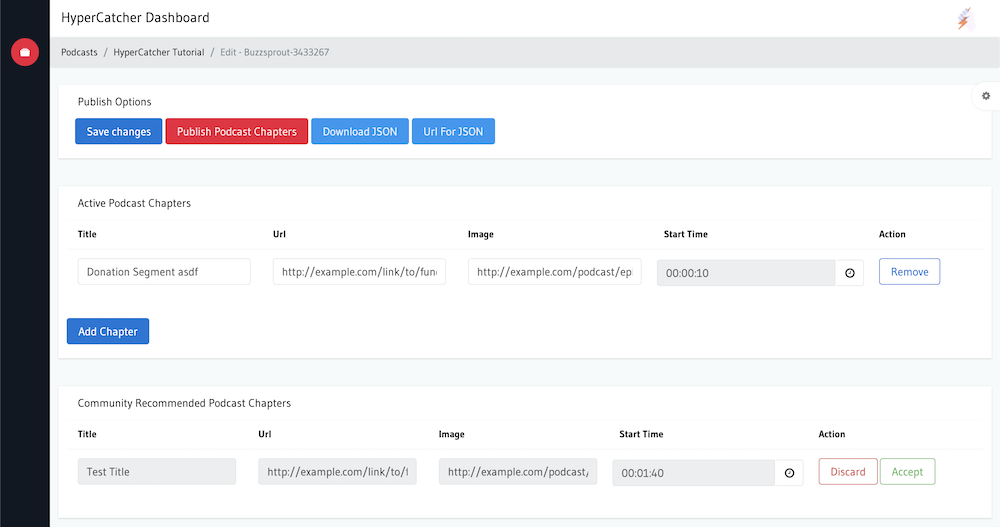 HyperCatcher Dashboard
Podcasts / HyperCatcher Tutorial / Edit - Buzzsprout-3433267
Publish Options
Save changes Publish Podcast Chapters Download JSON Url For JSON
Active Podcast Chapters
Title Url Image Start Time Action
Donation Segment asdf http://example.com/link/to/fun http://example.com/podcast/ep 00:00:10 Remove
Add Chapter
Community Recommended Podcast Chapters
Title Url Image Start Time Action
Test Title http://example.com/link/to/f http://example.com/podcast/ 00:01:40 Discard Accept